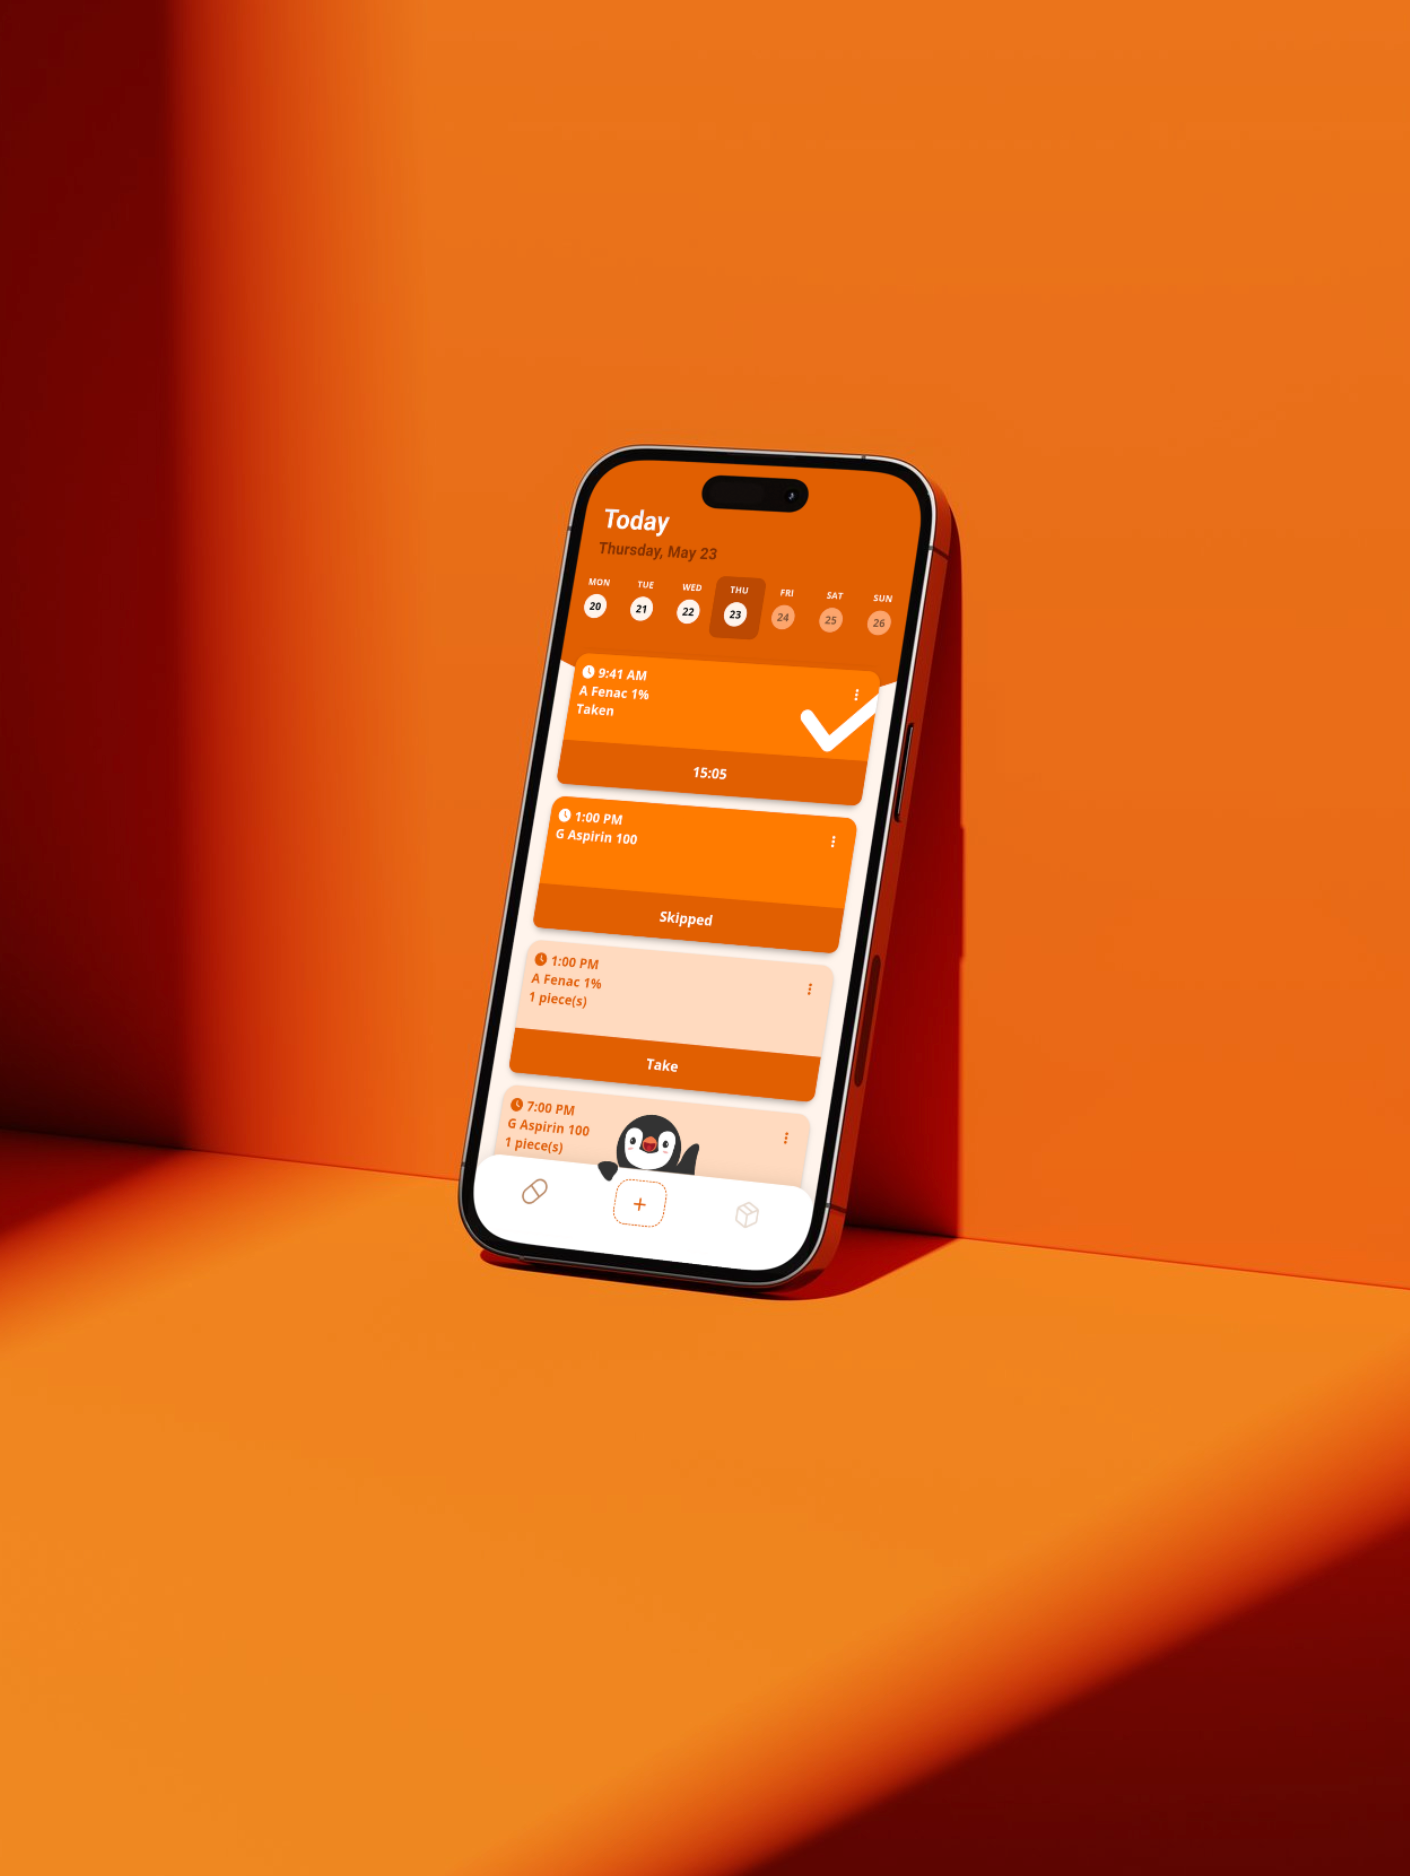 Today
Thursday, May 23
MON TUE WED THU FRI SAT SUN
20 21 22 23 24 25 26
9:41 AM
A Fenac 1%
Taken
15:05
1:00 PM
G Aspirin 100
Skipped
1:00 PM
A Fenac 1%
1 piece(s)
Take
7:00 PM
G Aspirin 100
1 piece(s)
+